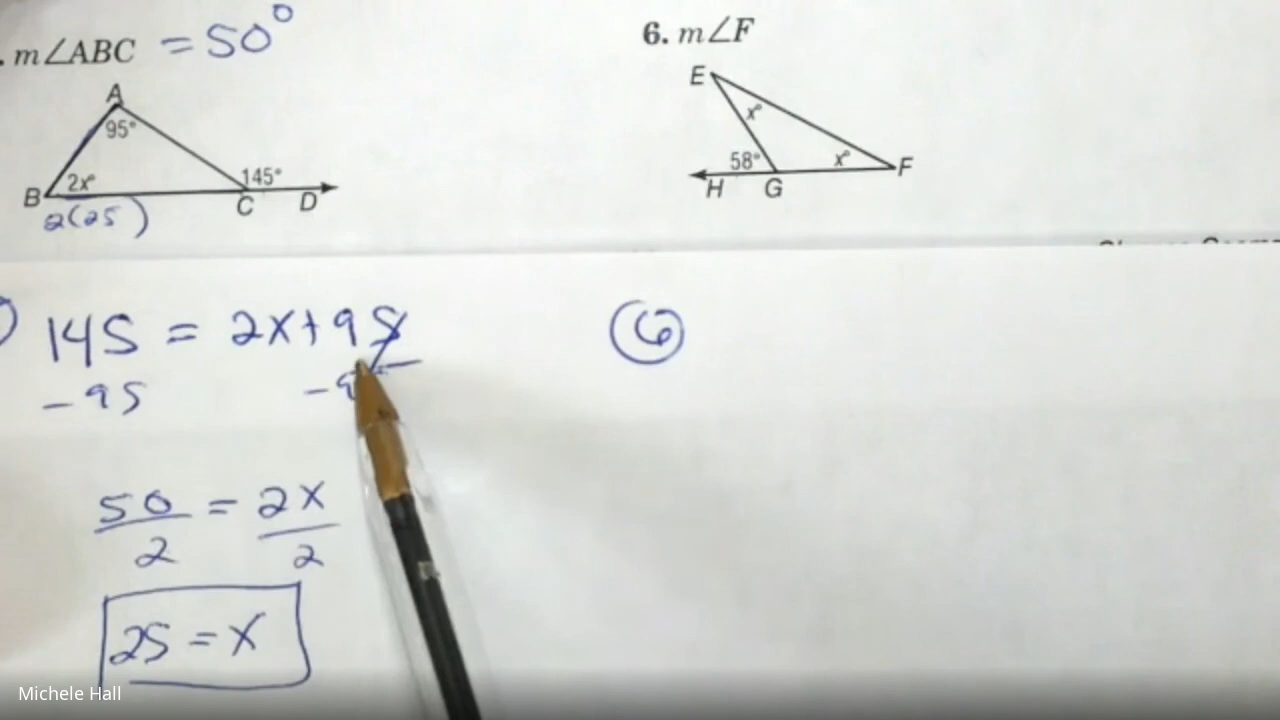 . m∠ABC = 50°
A
95°
B 2x° 145°
C D
2(25)
6. m∠F
E
x°
58° x° F
H G
145 = 2x+95
-95
50 = 2x
2 2
25 = x
6
Michele Hall